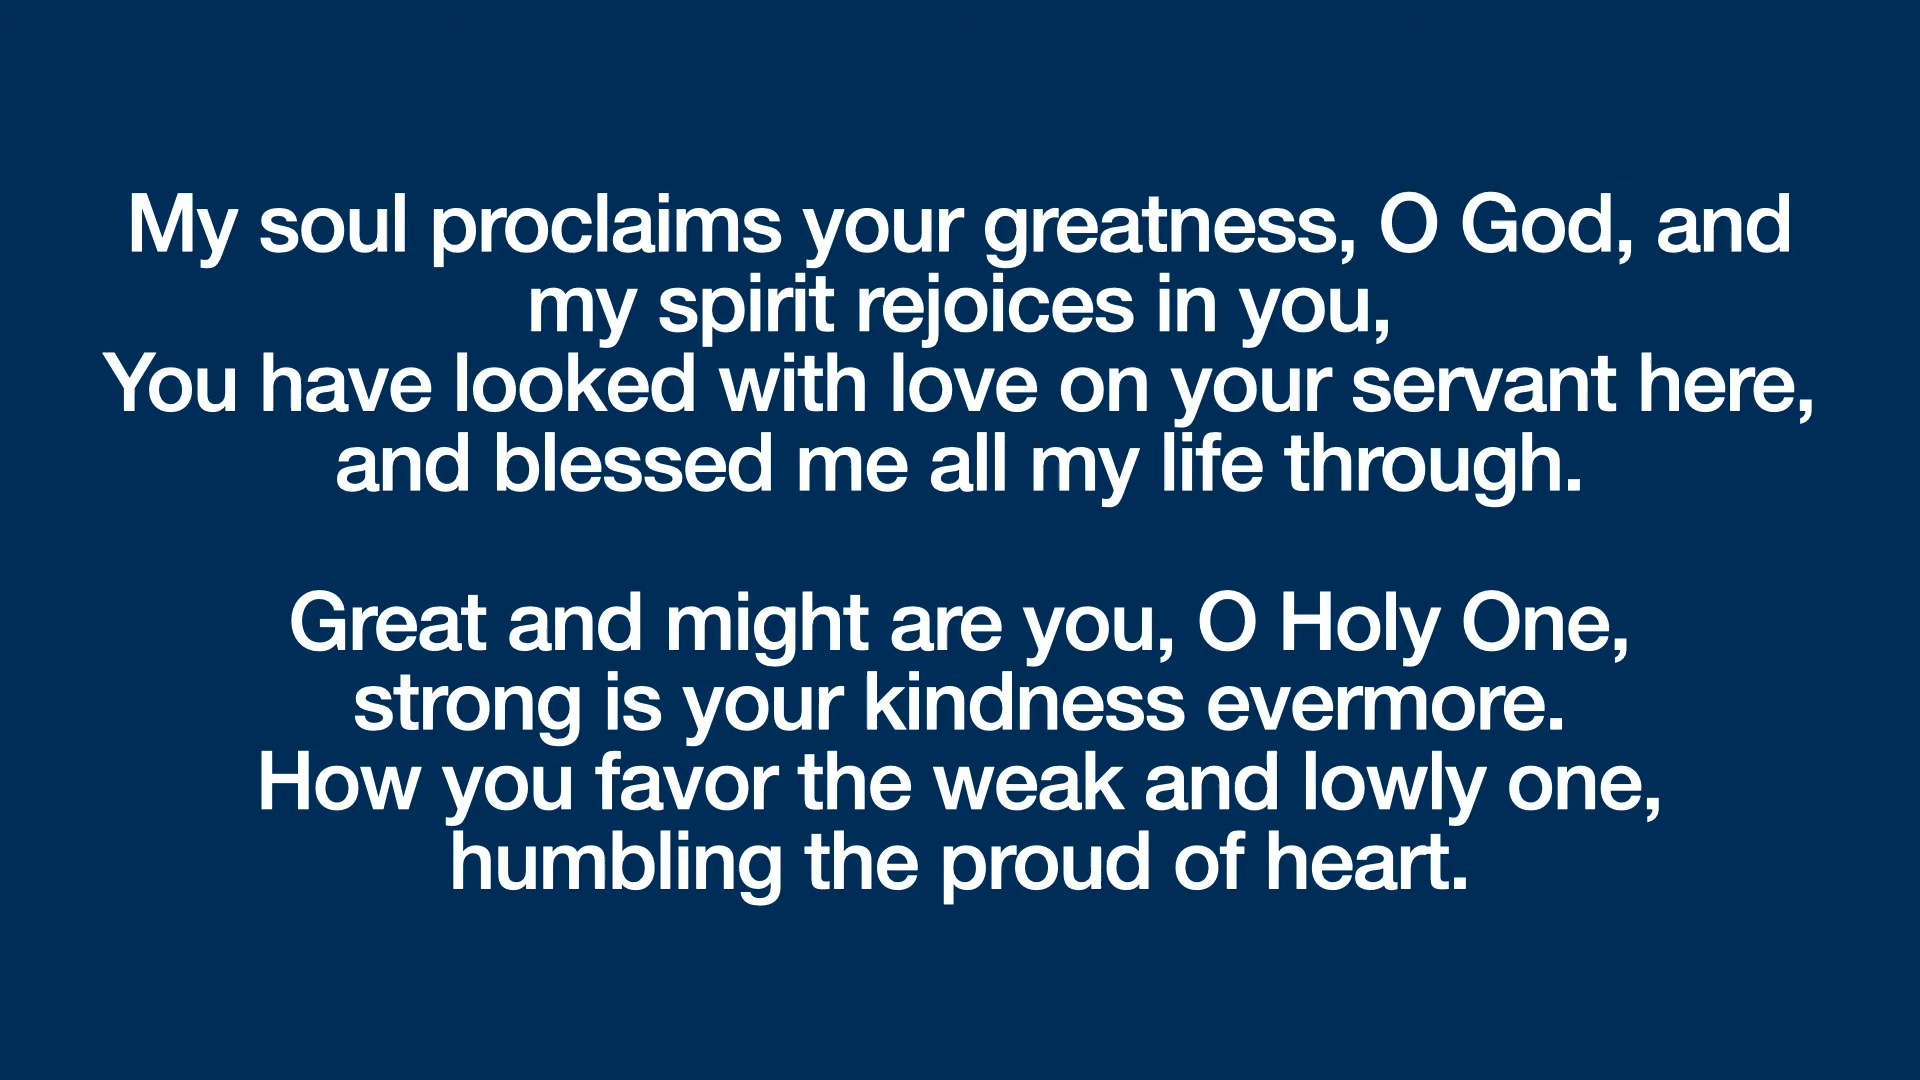 My soul proclaims your greatness, O God, and
my spirit rejoices in you,
You have looked with love on your servant here,
and blessed me all my life through.
Great and might are you, O Holy One,
strong is your kindness evermore.
How you favor the weak and lowly one,
humbling the proud of heart.